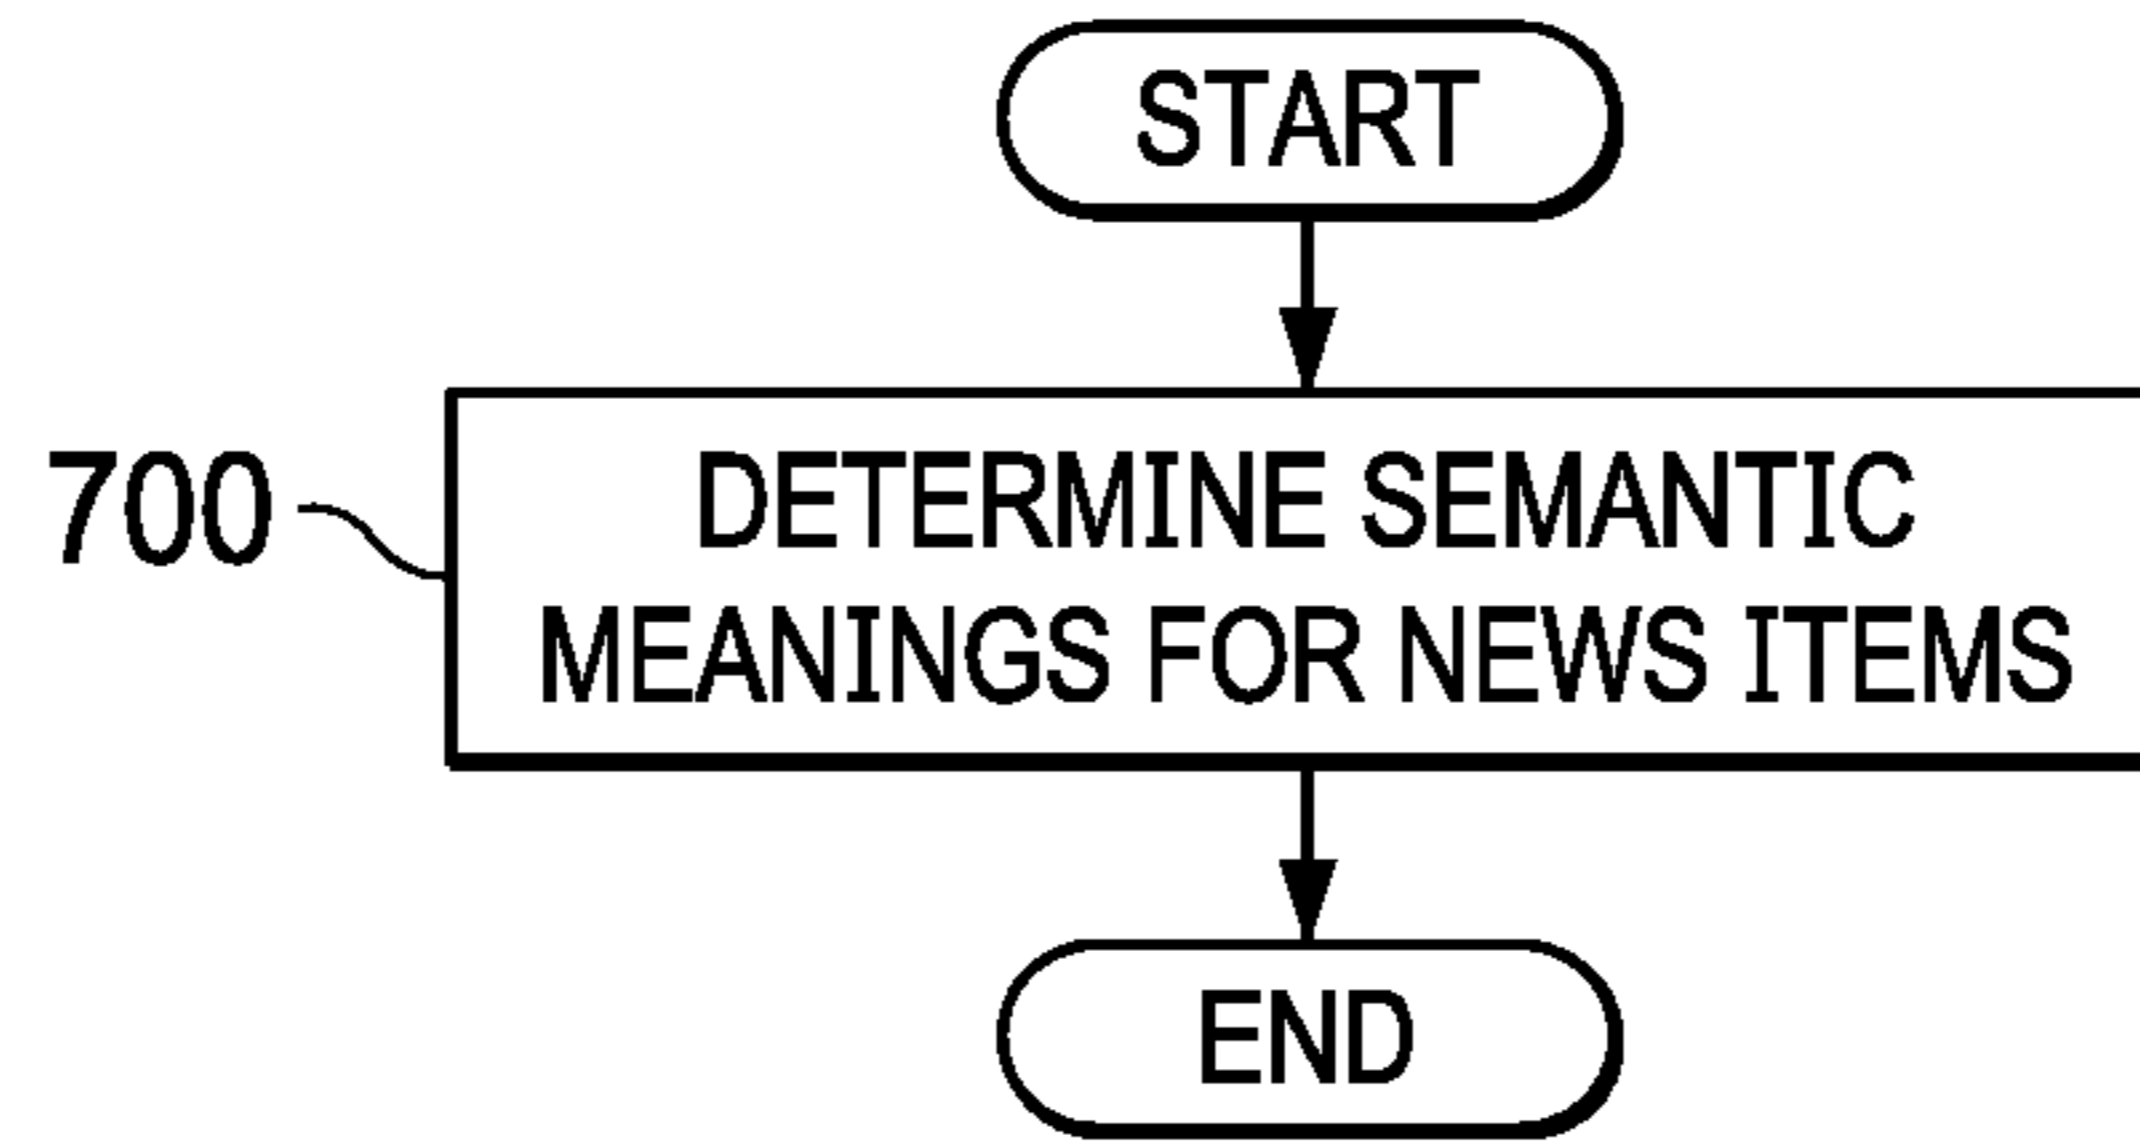 START
700
DETERMINE SEMANTIC
MEANINGS FOR NEWS ITEMS
END